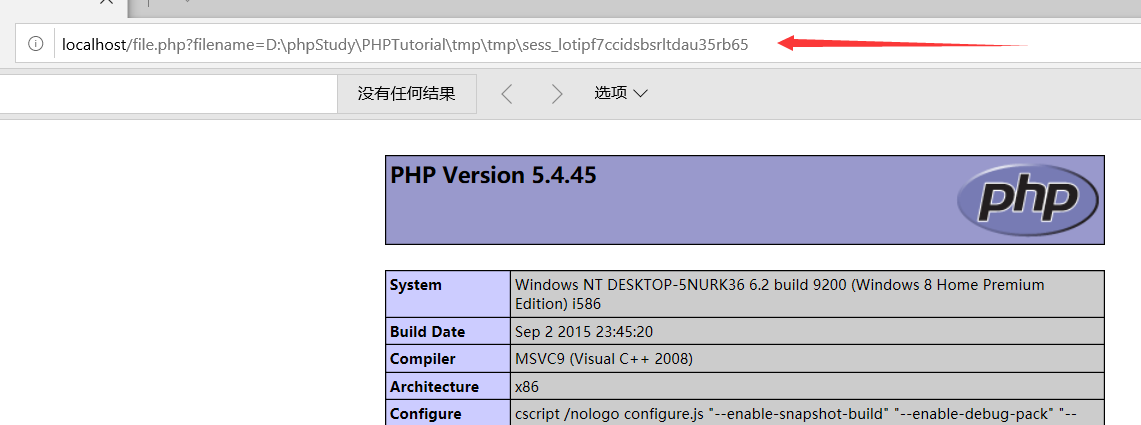 localhost/file.php?filename=D:\phpStudy\PHPTutorial\tmp\tmp\sess_lotipf7ccidsbsrltdau35rb65
没有任何结果
选项
PHP Version 5.4.45
php
System
Windows NT DESKTOP-5NURK36 6.2 build 9200 (Windows 8 Home Premium
Edition) i586
Build Date
Sep 2 2015 23:45:20
Compiler
MSVC9 (Visual C++ 2008)
Architecture
x86
Configure
cscript /nologo configure.js "--enable-snapshot-build" "--enable-debug-pack" "--